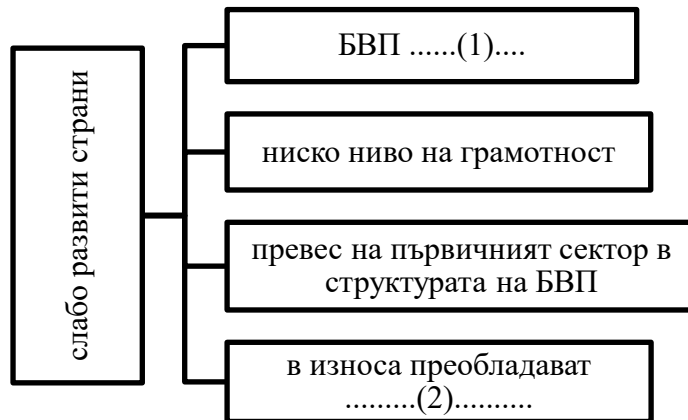 слабо развити страни
БВП ......(1)....
ниско ниво на грамотност
превес на първичният сектор в
структурата на БВП
в износа преобладават
.........(2)..........